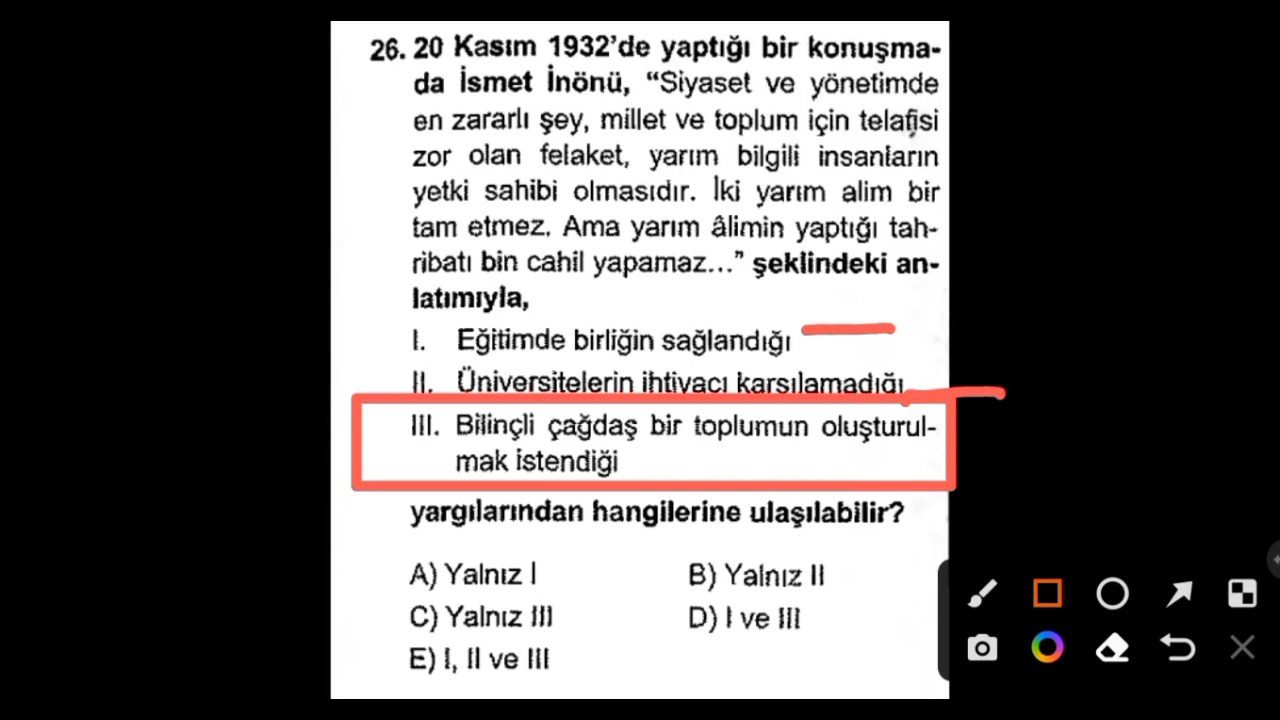 26. 20 Kasım 1932'de yaptığı bir konuşma-
da İsmet İnönü, “Siyaset ve yönetimde
en zararlı şey, millet ve toplum için telafisi
zor olan felaket, yarım bilgili insanların
yetki sahibi olmasıdır. İki yarım alim bir
tam etmez. Ama yarım âlimin yaptığı tah-
ribatı bin cahil yapamaz...” şeklindeki an-
latımıyla,
I. Eğitimde birliğin sağlandığı
II. Üniversitelerin ihtiyacı karşılamadığı
III. Bilinçli çağdaş bir toplumun oluşturul-
mak istendiği
yargılarından hangilerine ulaşılabilir?
A) Yalnız I B) Yalnız II
C) Yalnız III D) I ve III
E) I, II ve III